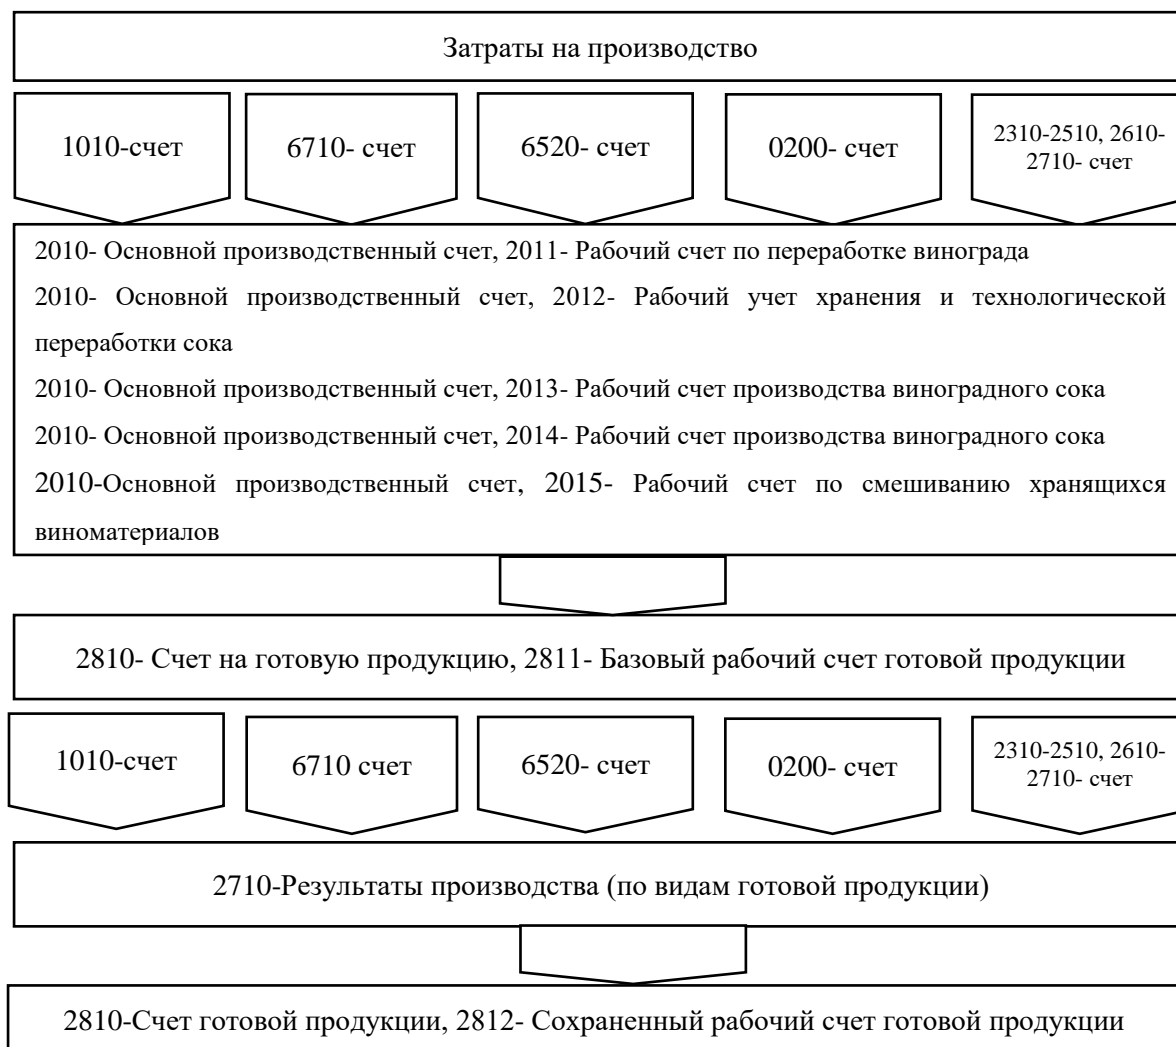 Затраты на производство
1010-счет
6710- счет
6520- счет
0200- счет
2310-2510, 2610-
2710- счет
2010- Основной производственный счет, 2011- Рабочий счет по переработке винограда
2010- Основной производственный счет, 2012- Рабочий учет хранения и технологической
переработки сока
2010- Основной производственный счет, 2013- Рабочий счет производства виноградного сока
2010- Основной производственный счет, 2014- Рабочий счет производства виноградного сока
2010-Основной производственный счет, 2015- Рабочий счет по смешиванию хранящихся
виноматериалов
2810- Счет на готовую продукцию, 2811- Базовый рабочий счет готовой продукции
1010-счет
6710 счет
6520- счет
0200- счет
2310-2510, 2610-
2710- счет
2710-Результаты производства (по видам готовой продукции)
2810-Счет готовой продукции, 2812- Сохраненный рабочий счет готовой продукции